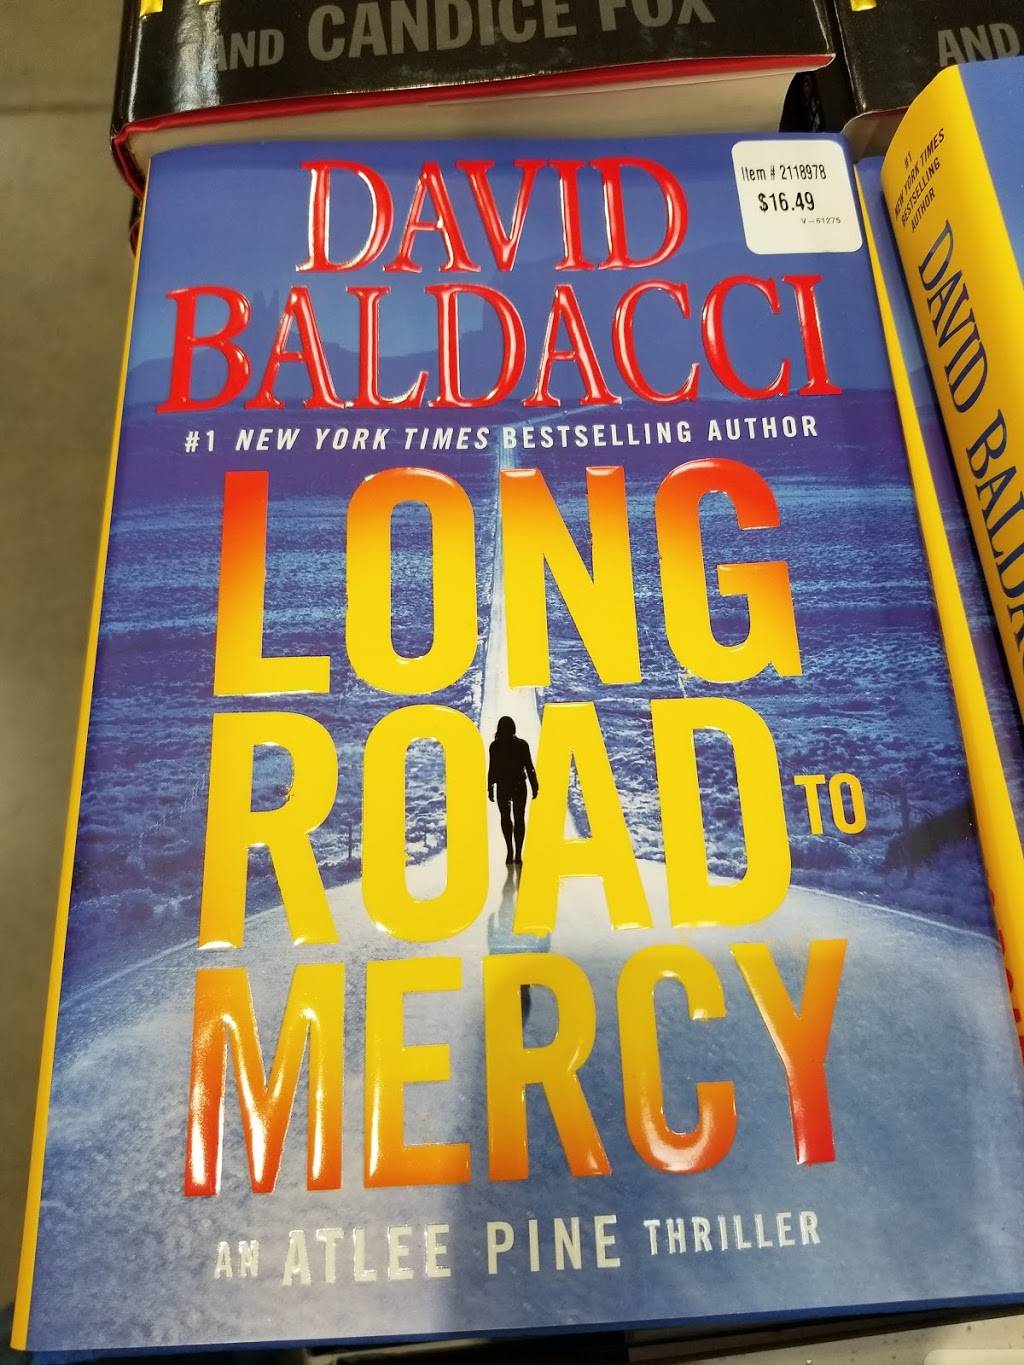 AND CANDICE FOX
AND
Item # 2118978
$16.49
V-61275
DAVID
BALDACCI
#1 NEW YORK TIMES BESTSELLING AUTHOR
LONG
ROAD TO
MERCY
AN ATLEE PINE THRILLER
#1
NEW YORK TIMES
BESTSELLING
AUTHOR
DAVID